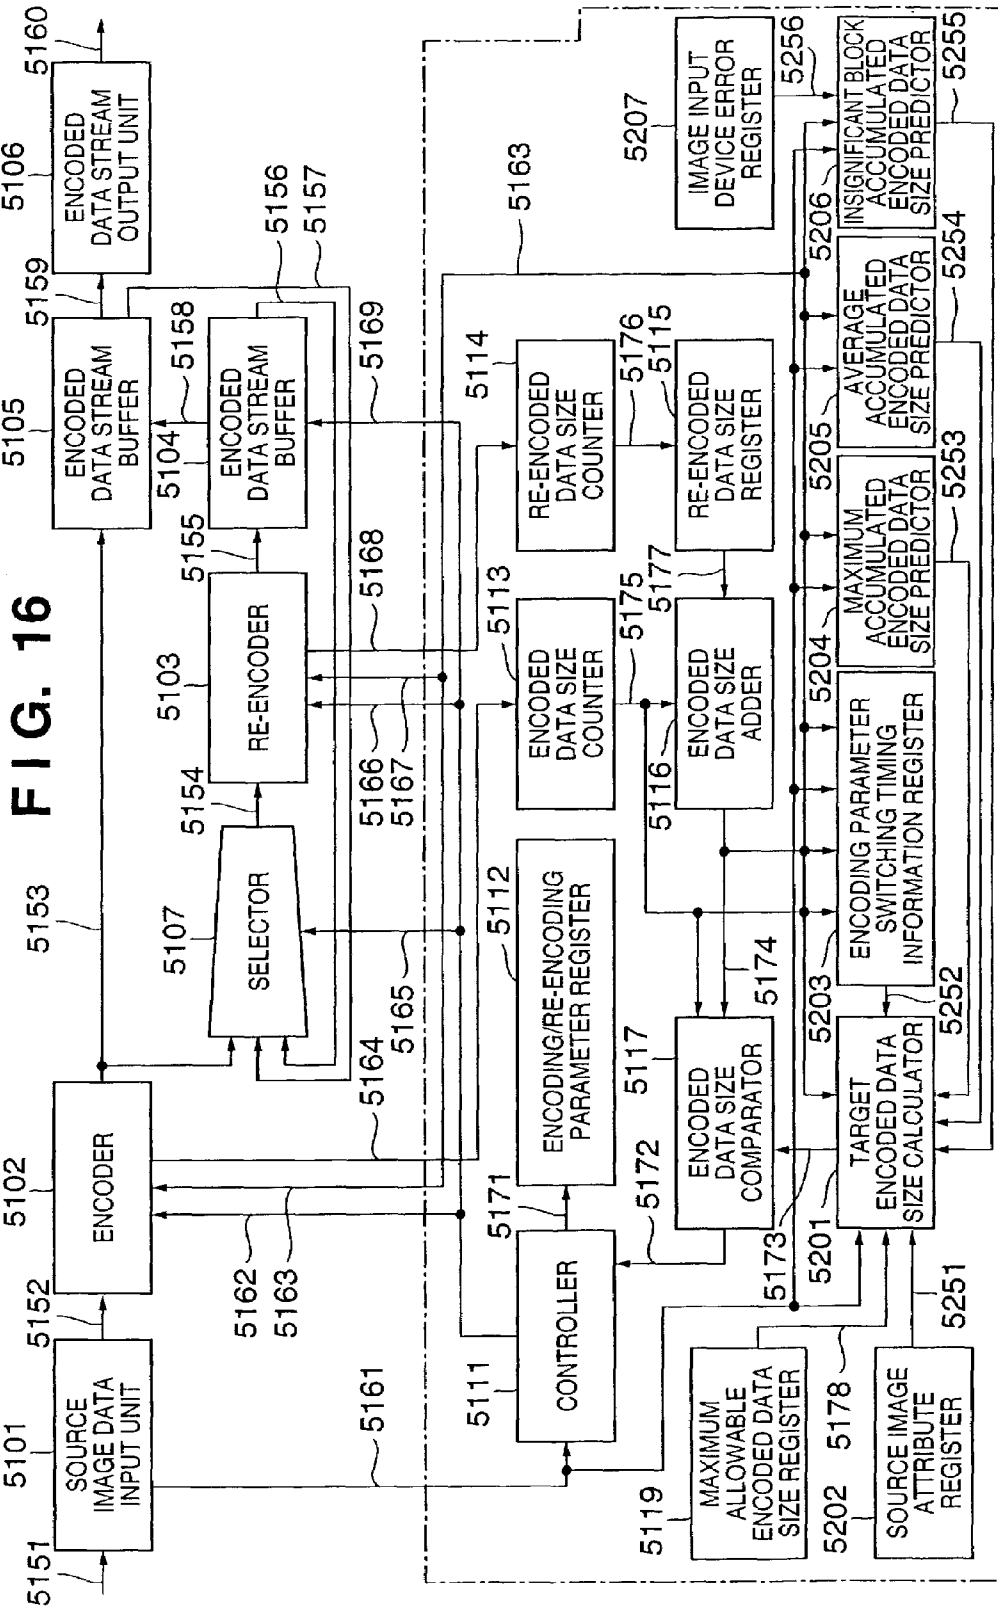 FIG. 16
5151
5101
SOURCE
IMAGE DATA
INPUT UNIT
5152
5102
ENCODER
5153
5105
ENCODED
DATA STREAM
BUFFER
5159
5106
ENCODED
DATA STREAM
OUTPUT UNIT
5160
5107
SELECTOR
5154
5103
RE-ENCODER
5155
5104
ENCODED
DATA STREAM
BUFFER
5158
5156
5157
5161
5162
5163
5164
5165
5166
5167
5168
5169
5163
5111
CONTROLLER
5171
5112
ENCODING/RE-ENCODING
PARAMETER REGISTER
5113
ENCODED
DATA SIZE
COUNTER
5114
RE-ENCODED
DATA SIZE
COUNTER
5172
5117
ENCODED
DATA SIZE
COMPARATOR
5174
5116
ENCODED
DATA SIZE
ADDER
5175
5177
5176
5115
RE-ENCODED
DATA SIZE
REGISTER
5207
IMAGE INPUT
DEVICE ERROR
REGISTER
5256
5119
MAXIMUM
ALLOWABLE
ENCODED DATA
SIZE REGISTER
5178
5202
SOURCE IMAGE
ATTRIBUTE
REGISTER
5251
5173
5201
TARGET
ENCODED DATA
SIZE CALCULATOR
5252
5203
ENCODING PARAMETER
SWITCHING TIMING
INFORMATION REGISTER
5204
MAXIMUM
ACCUMULATED
ENCODED DATA
SIZE PREDICTOR
5253
5205
AVERAGE
ACCUMULATED
ENCODED DATA
SIZE PREDICTOR
5254
5206
INSIGNIFICANT BLOCK
ACCUMULATED
ENCODED DATA
SIZE PREDICTOR
5255